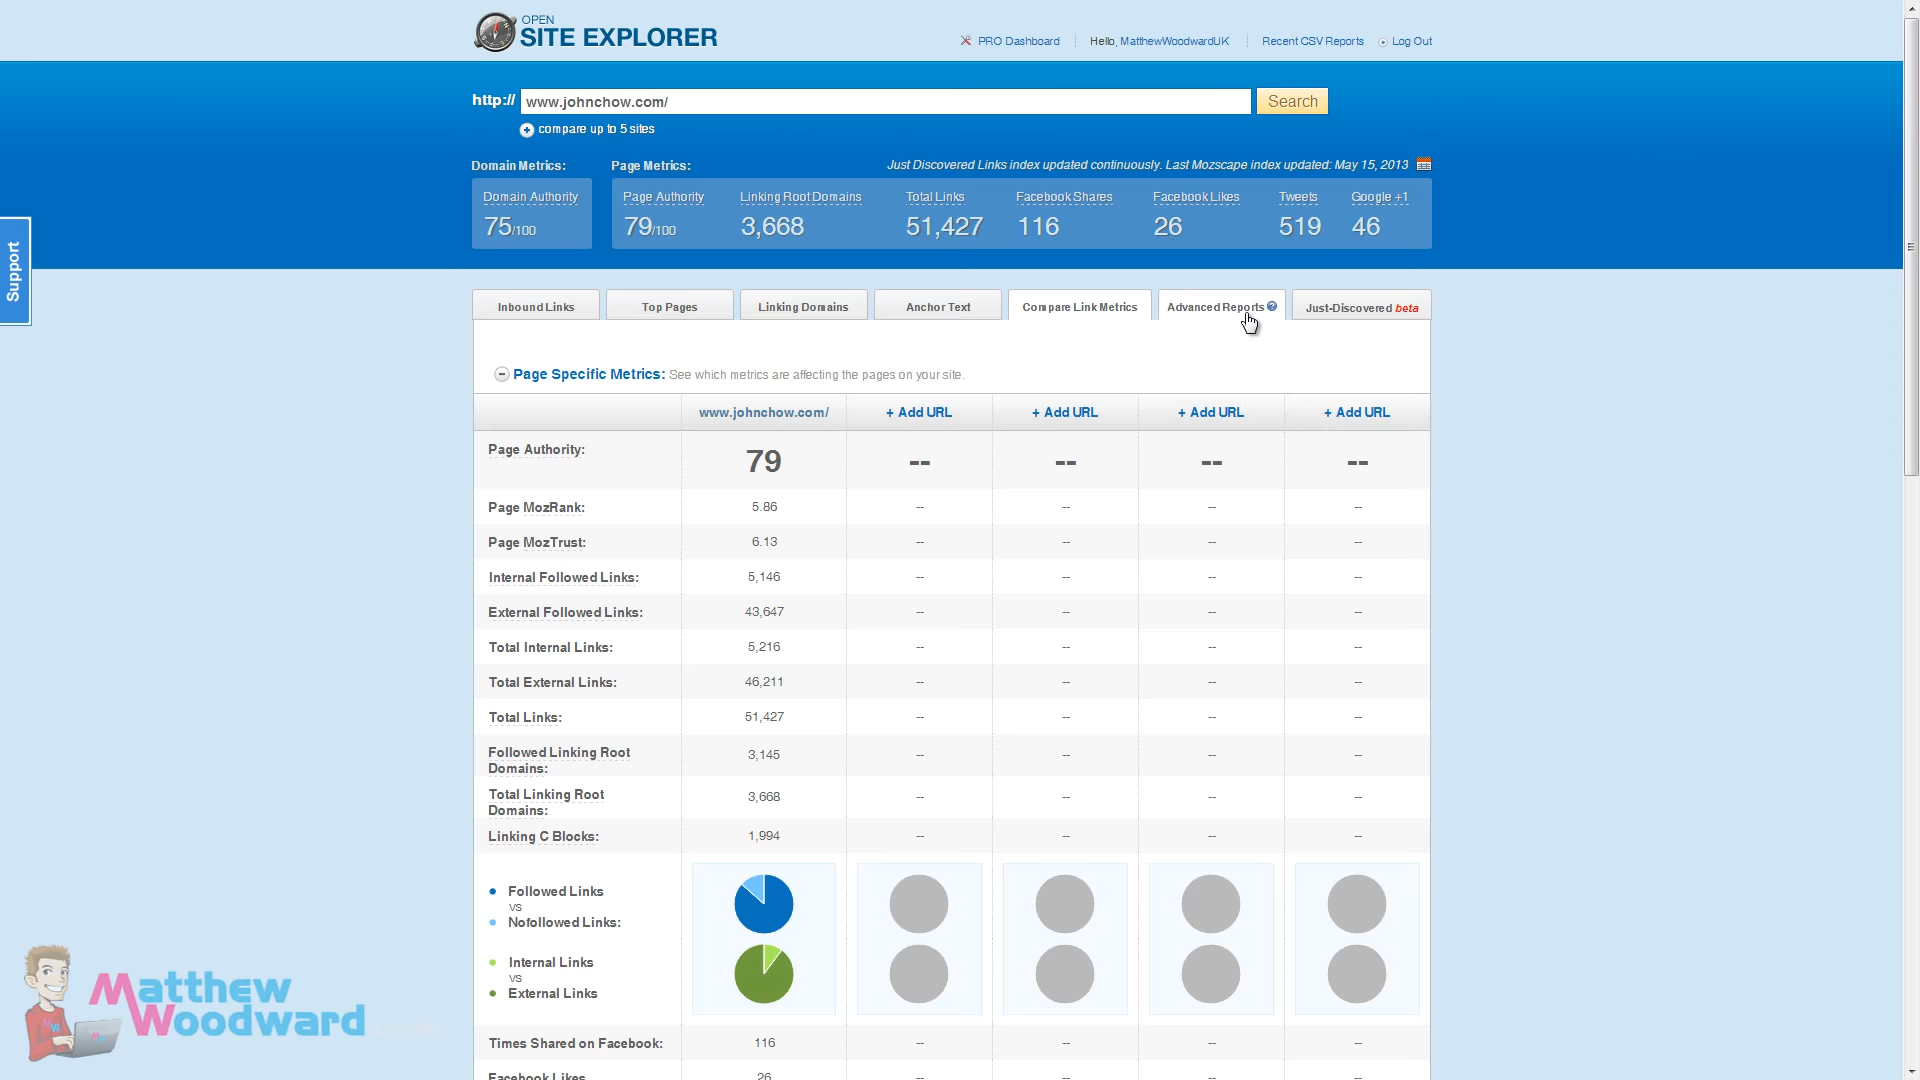 OPEN
SITE EXPLORER
PRO Dashboard
Hello, MatthewWoodwardUK
Recent CSV Reports
Log Out
http://
www.johnchow.com/
Search
compare up to 5 sites
Domain Metrics:
Page Metrics:
Just Discovered Links index updated continuously. Last Mozscape index updated: May 15, 2013
Domain Authority
75/100
Page Authority
79/100
Linking Root Domains
3,668
Total Links
51,427
Facebook Shares
116
Facebook Likes
26
Tweets
519
Google +1
46
Support
Inbound Links
Top Pages
Linking Domains
Anchor Text
Compare Link Metrics
Advanced Reports ?
Just-Discovered beta
Page Specific Metrics: See which metrics are affecting the pages on your site.
www.johnchow.com/ + Add URL + Add URL + Add URL + Add URL
Page Authority: 79 -- -- -- --
Page MozRank: 5.86 -- -- -- --
Page MozTrust: 6.13 -- -- -- --
Internal Followed Links: 5,146 -- -- -- --
External Followed Links: 43,647 -- -- -- --
Total Internal Links: 5,216 -- -- -- --
Total External Links: 46,211 -- -- -- --
Total Links: 51,427 -- -- -- --
Followed Linking Root
Domains: 3,145 -- -- -- --
Total Linking Root
Domains: 3,668 -- -- -- --
Linking C Blocks: 1,994 -- -- -- --
Followed Links
vs
Nofollowed Links:
Internal Links
vs
External Links
Times Shared on Facebook: 116 -- -- -- --
Facebook Likes 26 -- -- -- --
Matthew
Woodward